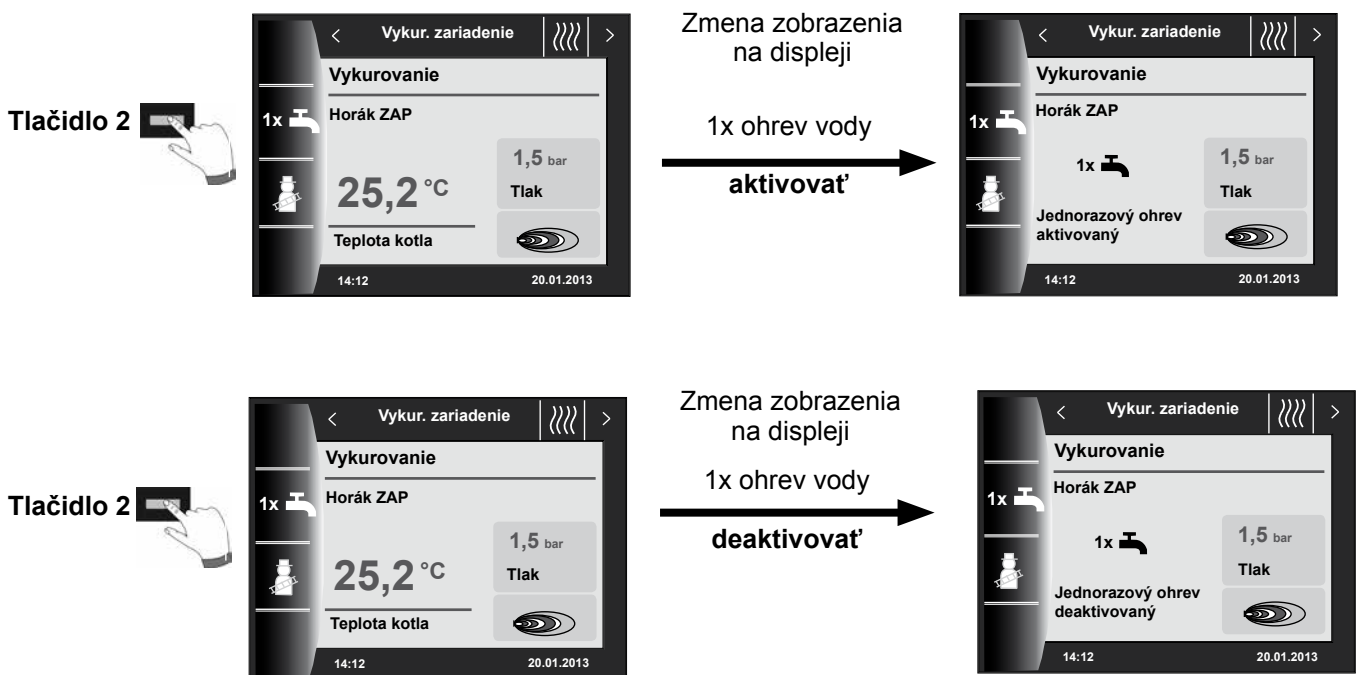 Tlačidlo 2
< Vykur. zariadenie >
Vykurovanie
1x
Horák ZAP
25,2 °C
Teplota kotla
1,5 bar
Tlak
14:12 20.01.2013
Zmena zobrazenia
na displeji
1x ohrev vody
aktivovať
< Vykur. zariadenie >
Vykurovanie
1x
Horák ZAP
1x
Jednorazový ohrev
aktivovaný
1,5 bar
Tlak
14:12 20.01.2013
Tlačidlo 2
< Vykur. zariadenie >
Vykurovanie
1x
Horák ZAP
25,2 °C
Teplota kotla
1,5 bar
Tlak
14:12 20.01.2013
Zmena zobrazenia
na displeji
1x ohrev vody
deaktivovať
< Vykur. zariadenie >
Vykurovanie
1x
Horák ZAP
1x
Jednorazový ohrev
deaktivovaný
1,5 bar
Tlak
14:12 20.01.2013